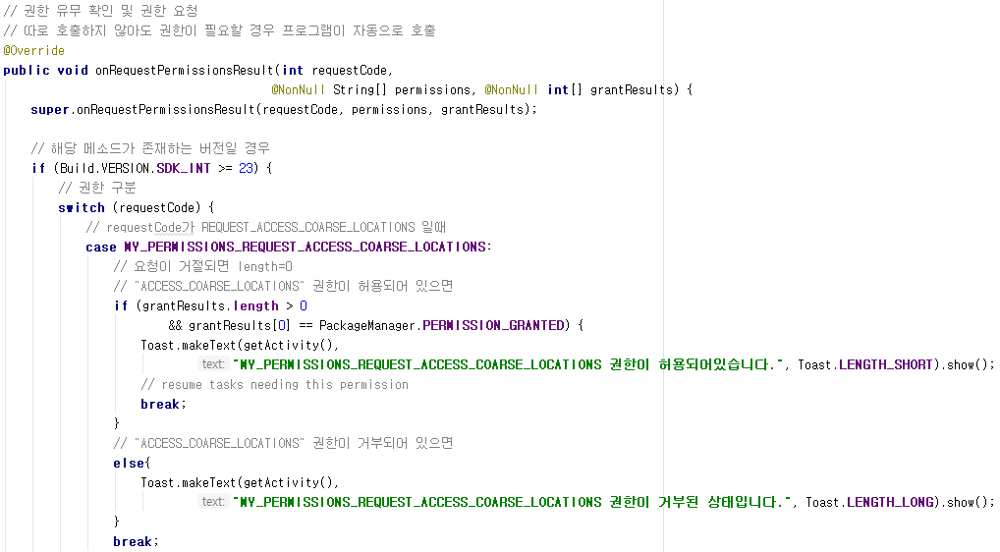 // 권한 유무 확인 및 권한 요청
// 따로 호출하지 않아도 권한이 필요할 경우 프로그램이 자동으로 호출
@Override
public void onRequestPermissionsResult(int requestCode,
@NonNull String[] permissions, @NonNull int[] grantResults) {
super.onRequestPermissionsResult(requestCode, permissions, grantResults);
// 해당 메소드가 존재하는 버전일 경우
if (Build.VERSION.SDK_INT >= 23) {
// 권한 구분
switch (requestCode) {
// requestCode가 REQUEST_ACCESS_COARSE_LOCATIONS 일때
case MY_PERMISSIONS_REQUEST_ACCESS_COARSE_LOCATIONS:
// 요청이 거절되면 length=0
// "ACCESS_COARSE_LOCATIONS" 권한이 허용되어 있으면
if (grantResults.length > 0
&& grantResults[0] == PackageManager.PERMISSION_GRANTED) {
Toast.makeText(getActivity(),
text: "MY_PERMISSIONS_REQUEST_ACCESS_COARSE_LOCATIONS 권한이 허용되어있습니다.", Toast.LENGTH_SHORT).show();
// resume tasks needing this permission
break;
}
// "ACCESS_COARSE_LOCATIONS" 권한이 거부되어 있으면
else{
Toast.makeText(getActivity(),
text: "MY_PERMISSIONS_REQUEST_ACCESS_COARSE_LOCATIONS 권한이 거부된 상태입니다.", Toast.LENGTH_LONG).show();
}
break;